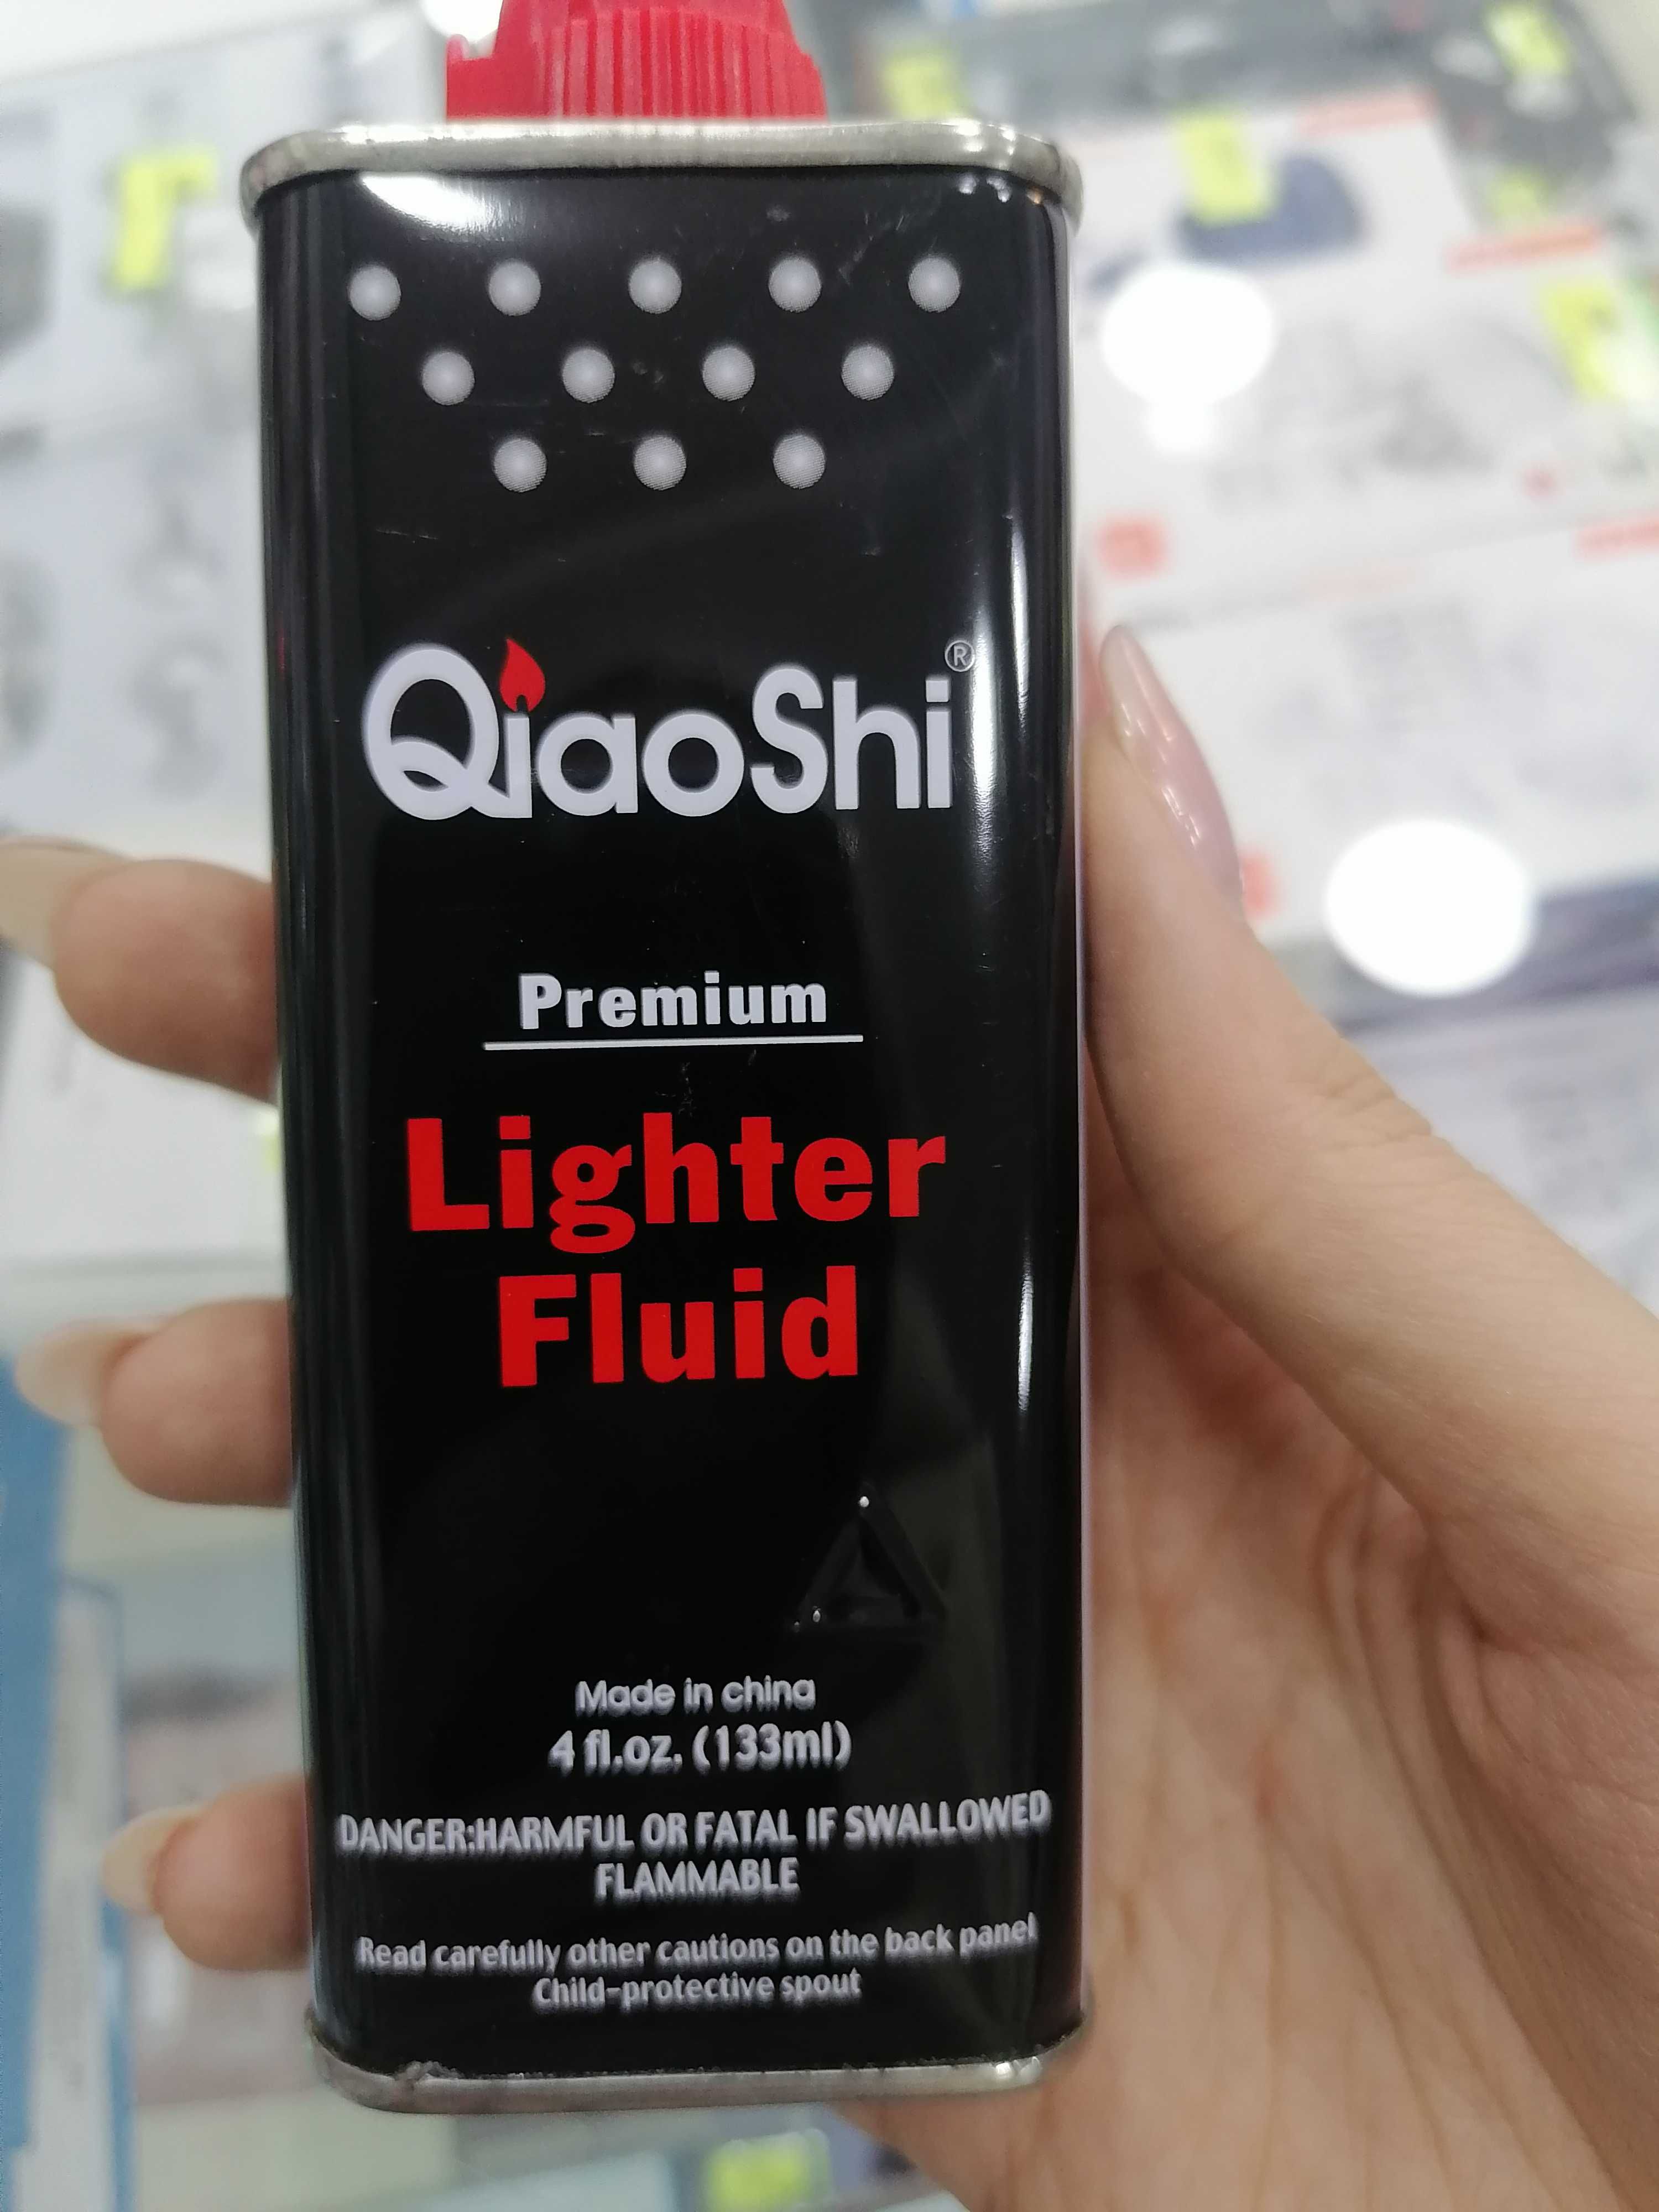 QiaoShi®
Premium
Lighter
Fluid
Made in china
4 fl.oz. (133ml)
DANGER:HARMFUL OR FATAL IF SWALLOWED
FLAMMABLE
Read carefully other cautions on the back panel
Child-protective spout